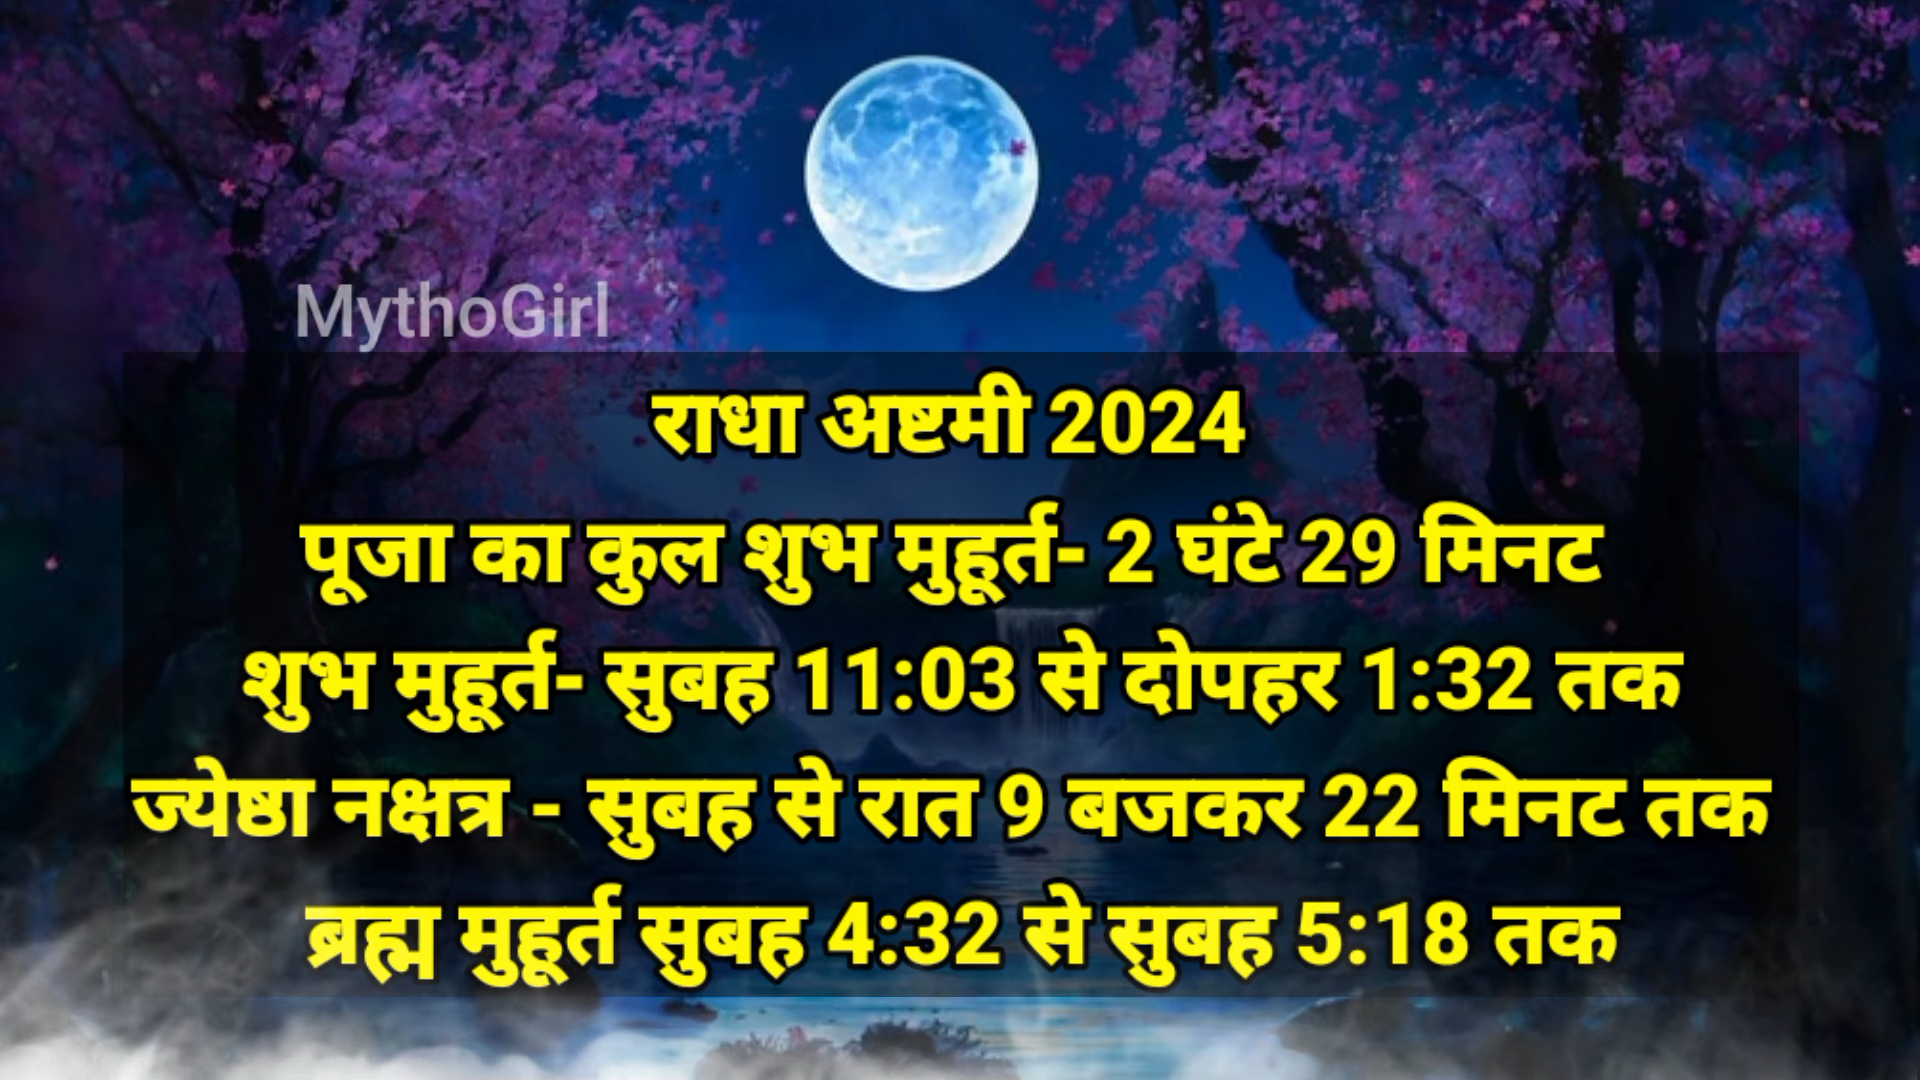 MythoGirl
राधा अष्टमी 2024
पूजा का कुल शुभ मुहूर्त- 2 घंटे 29 मिनट
शुभ मुहूर्त- सुबह 11:03 से दोपहर 1:32 तक
ज्येष्ठा नक्षत्र - सुबह से रात 9 बजकर 22 मिनट तक
ब्रह्म मुहूर्त सुबह 4:32 से सुबह 5:18 तक